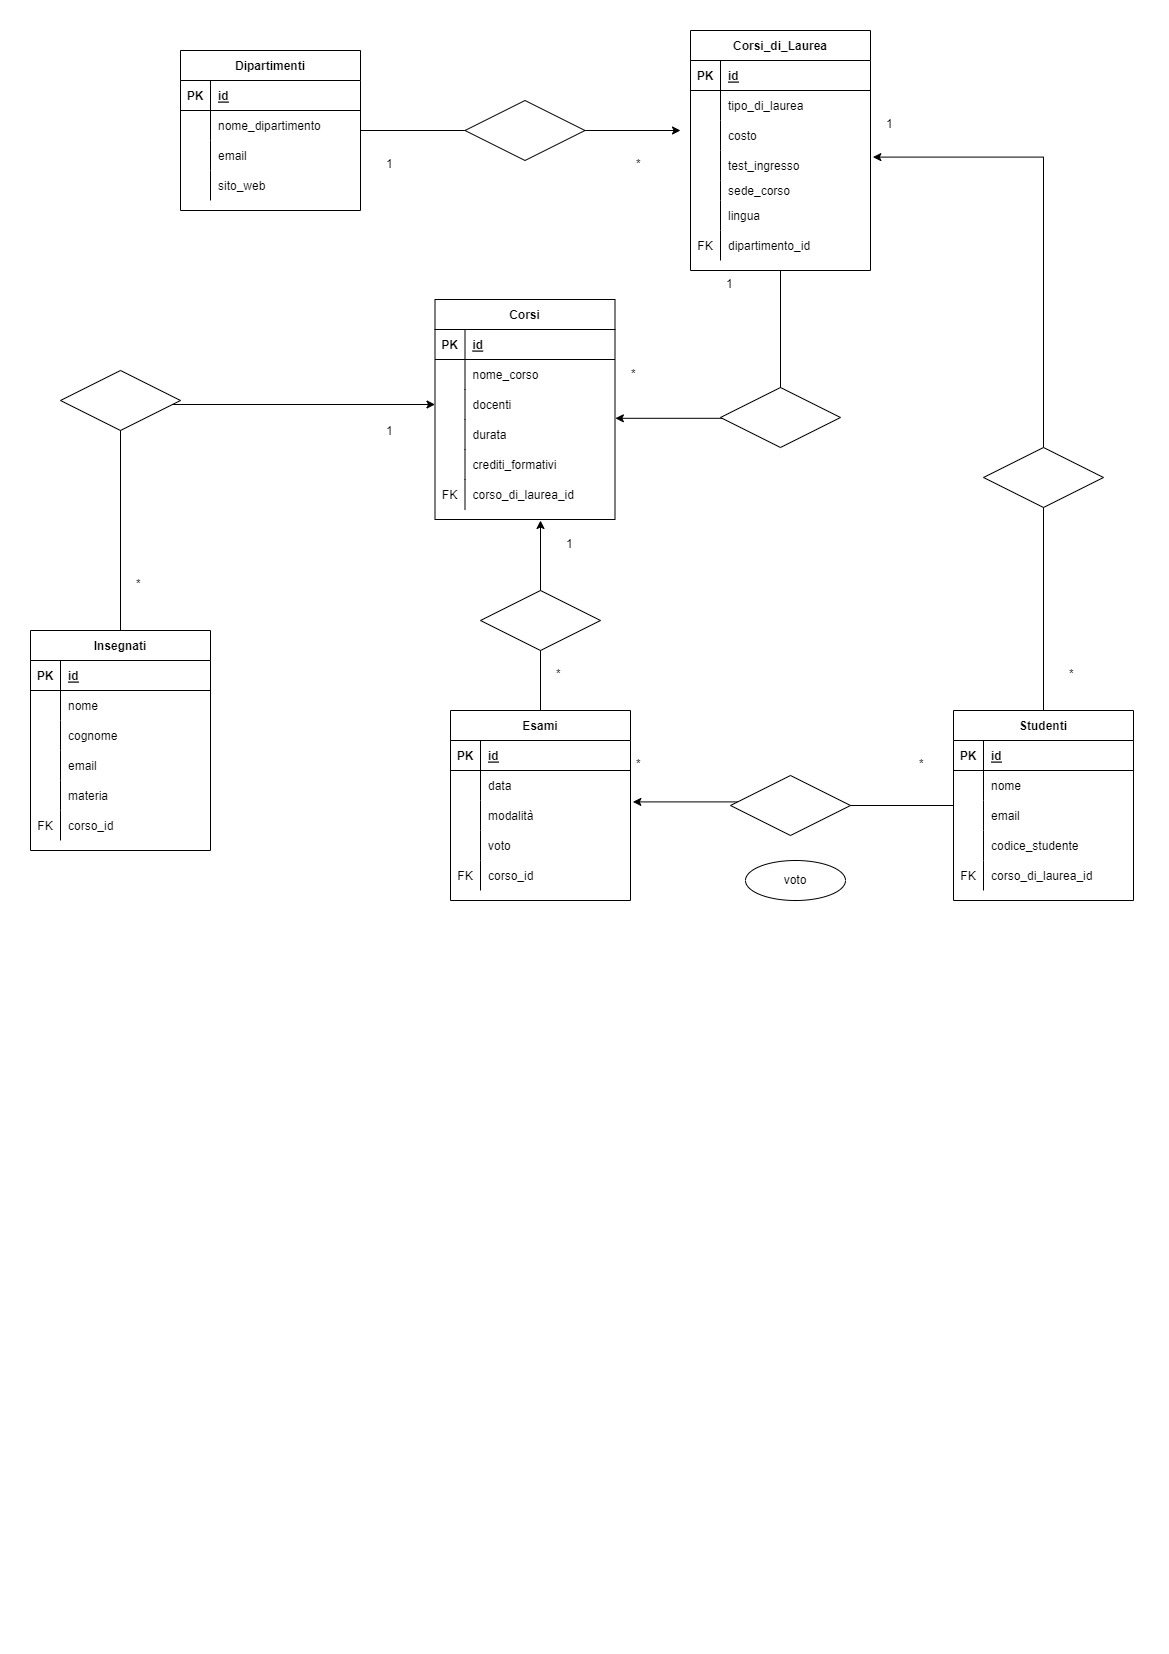 Dipartimenti
PK id
nome_dipartimento
email
sito_web
1
*
Corsi_di_Laurea
PK id
tipo_di_laurea
costo
test_ingresso
sede_corso
lingua
FK dipartimento_id
1
1
Corsi
PK id
nome_corso
docenti
durata
crediti_formativi
FK corso_di_laurea_id
*
1
*
1
*
Insegnati
PK id
nome
cognome
email
materia
FK corso_id
Esami
PK id
data
modalità
voto
FK corso_id
*
*
voto
*
Studenti
PK id
nome
email
codice_studente
FK corso_di_laurea_id